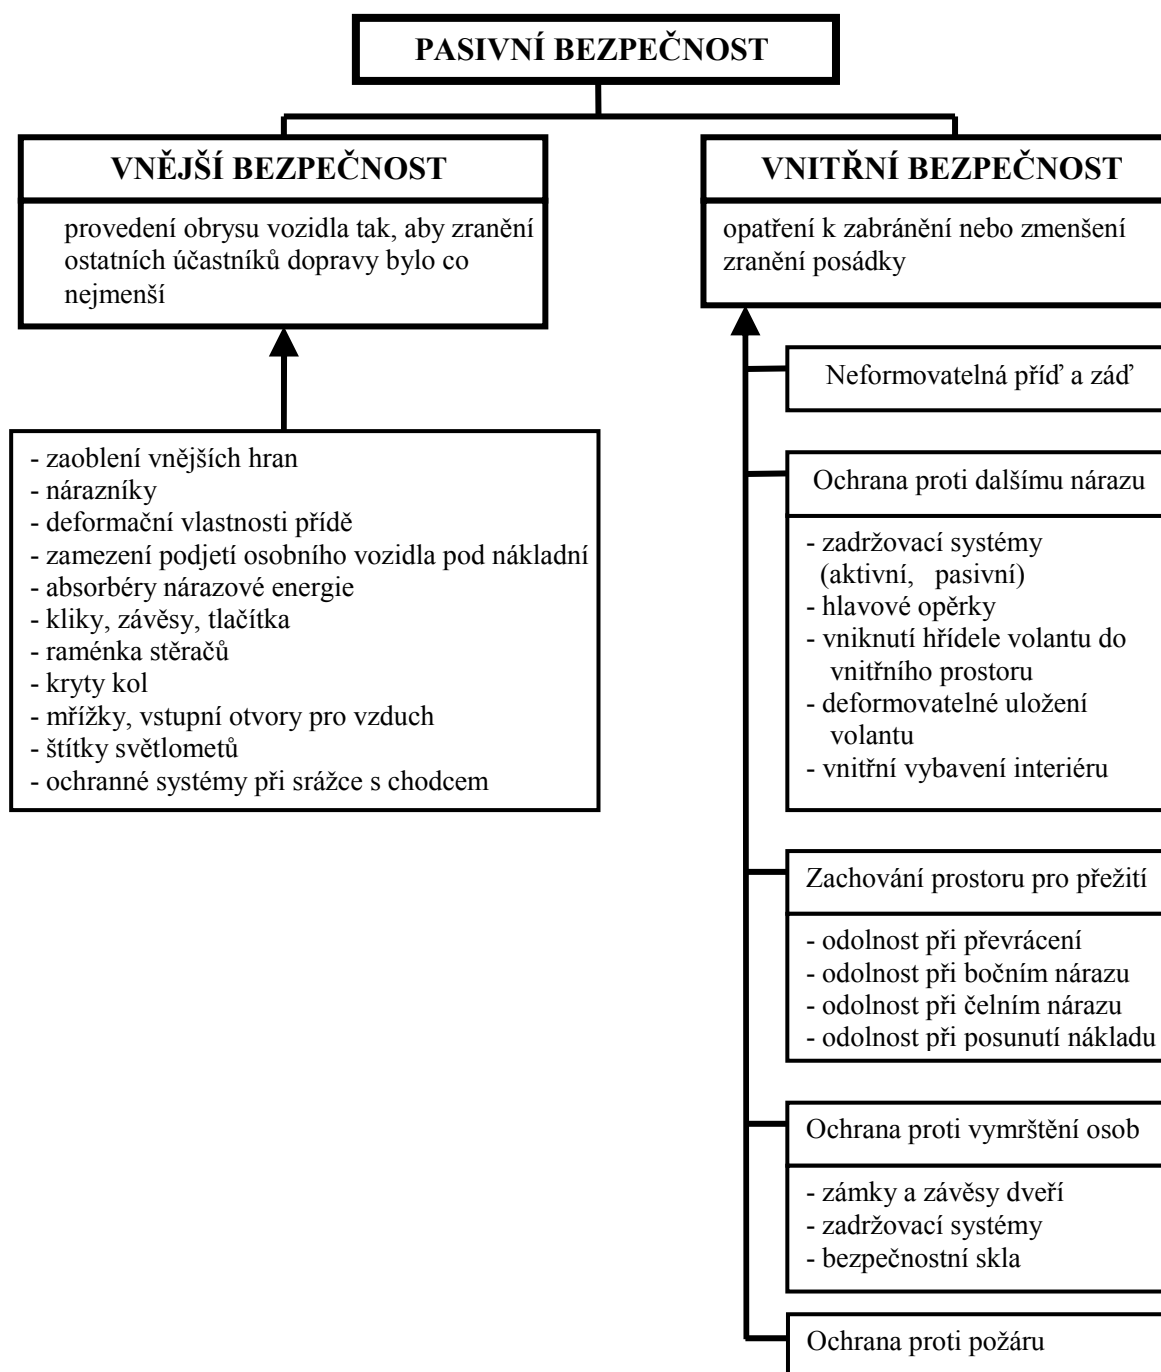 PASIVNÍ BEZPEČNOST
VNĚJŠÍ BEZPEČNOST
provedení obrysu vozidla tak, aby zranění
ostatních účastníků dopravy bylo co
nejmenší
- zaoblení vnějších hran
- nárazníky
- deformační vlastnosti přídě
- zamezení podjetí osobního vozidla pod nákladní
- absorbéry nárazové energie
- kliky, závěsy, tlačítka
- raménka stěračů
- kryty kol
- mřížky, vstupní otvory pro vzduch
- štítky světlometů
- ochranné systémy při srážce s chodcem
VNITŘNÍ BEZPEČNOST
opatření k zabránění nebo zmenšení
zranění posádky
Neformovatelná příď a záď
Ochrana proti dalšímu nárazu
- zadržovací systémy
(aktivní, pasivní)
- hlavové opěrky
- vniknutí hřídele volantu do
vnitřního prostoru
- deformovatelné uložení
volantu
- vnitřní vybavení interiéru
Zachování prostoru pro přežití
- odolnost při převrácení
- odolnost při bočním nárazu
- odolnost při čelním nárazu
- odolnost při posunutí nákladu
Ochrana proti vymrštění osob
- zámky a závěsy dveří
- zadržovací systémy
- bezpečnostní skla
Ochrana proti požáru